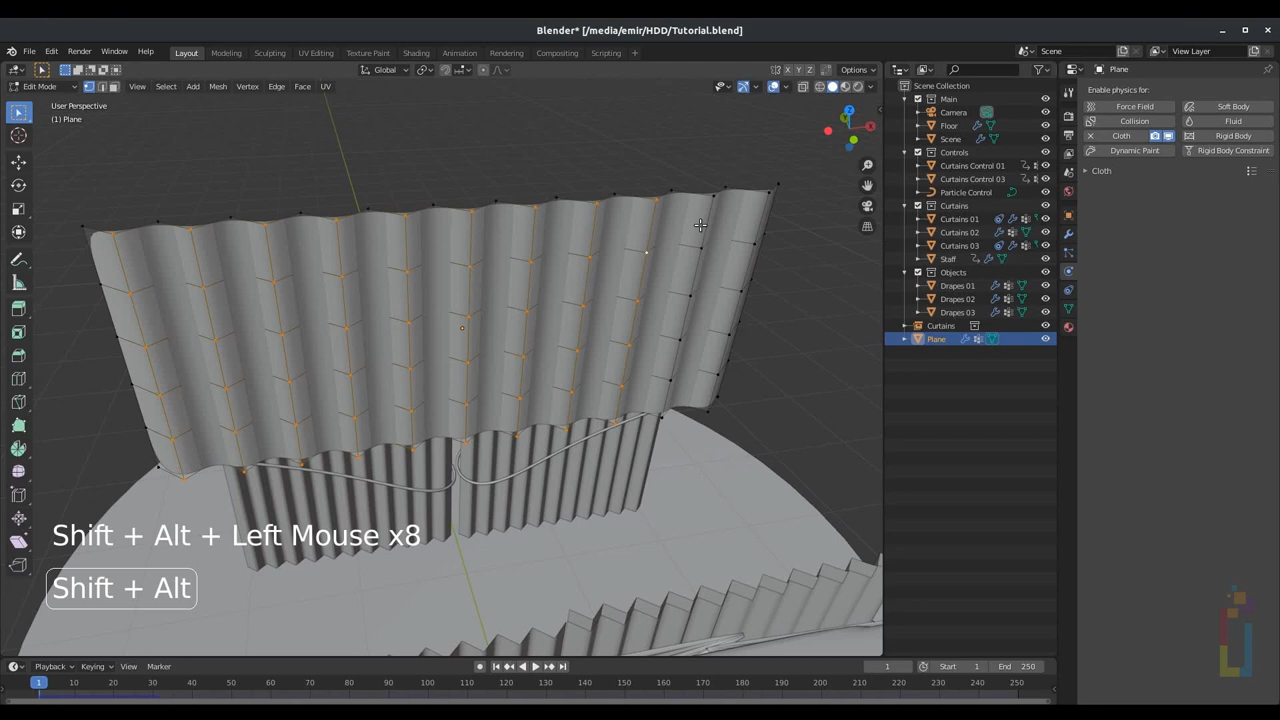 Blender* [/media/emir/HDD/Tutorial.blend]
File Edit Render Window Help Layout Modeling Sculpting UV Editing Texture Paint Shading Animation Rendering Compositing Scripting + Scene View Layer
Global X Y Z Options
Edit Mode View Select Add Mesh Vertex Edge Face UV
User Perspective
(1) Plane
Z
X
Y
Shift + Alt + Left Mouse x8
Shift + Alt
Scene Collection
Main
Camera
Floor
Scene
Controls
Curtains Control 01
Curtains Control 03
Particle Control
Curtains
Curtains 01
Curtains 02
Curtains 03
Staff
Objects
Drapes 01
Drapes 02
Drapes 03
Curtains
Plane
Plane
Enable physics for:
Force Field Soft Body
Collision Fluid
Cloth Rigid Body
Dynamic Paint Rigid Body Constraint
Cloth
Playback Keying View Marker 1 Start 1 End 250
1 10 20 30 40 50 60 70 80 90 100 110 120 130 140 150 160 170 180 190 200 210 220 230 240 250